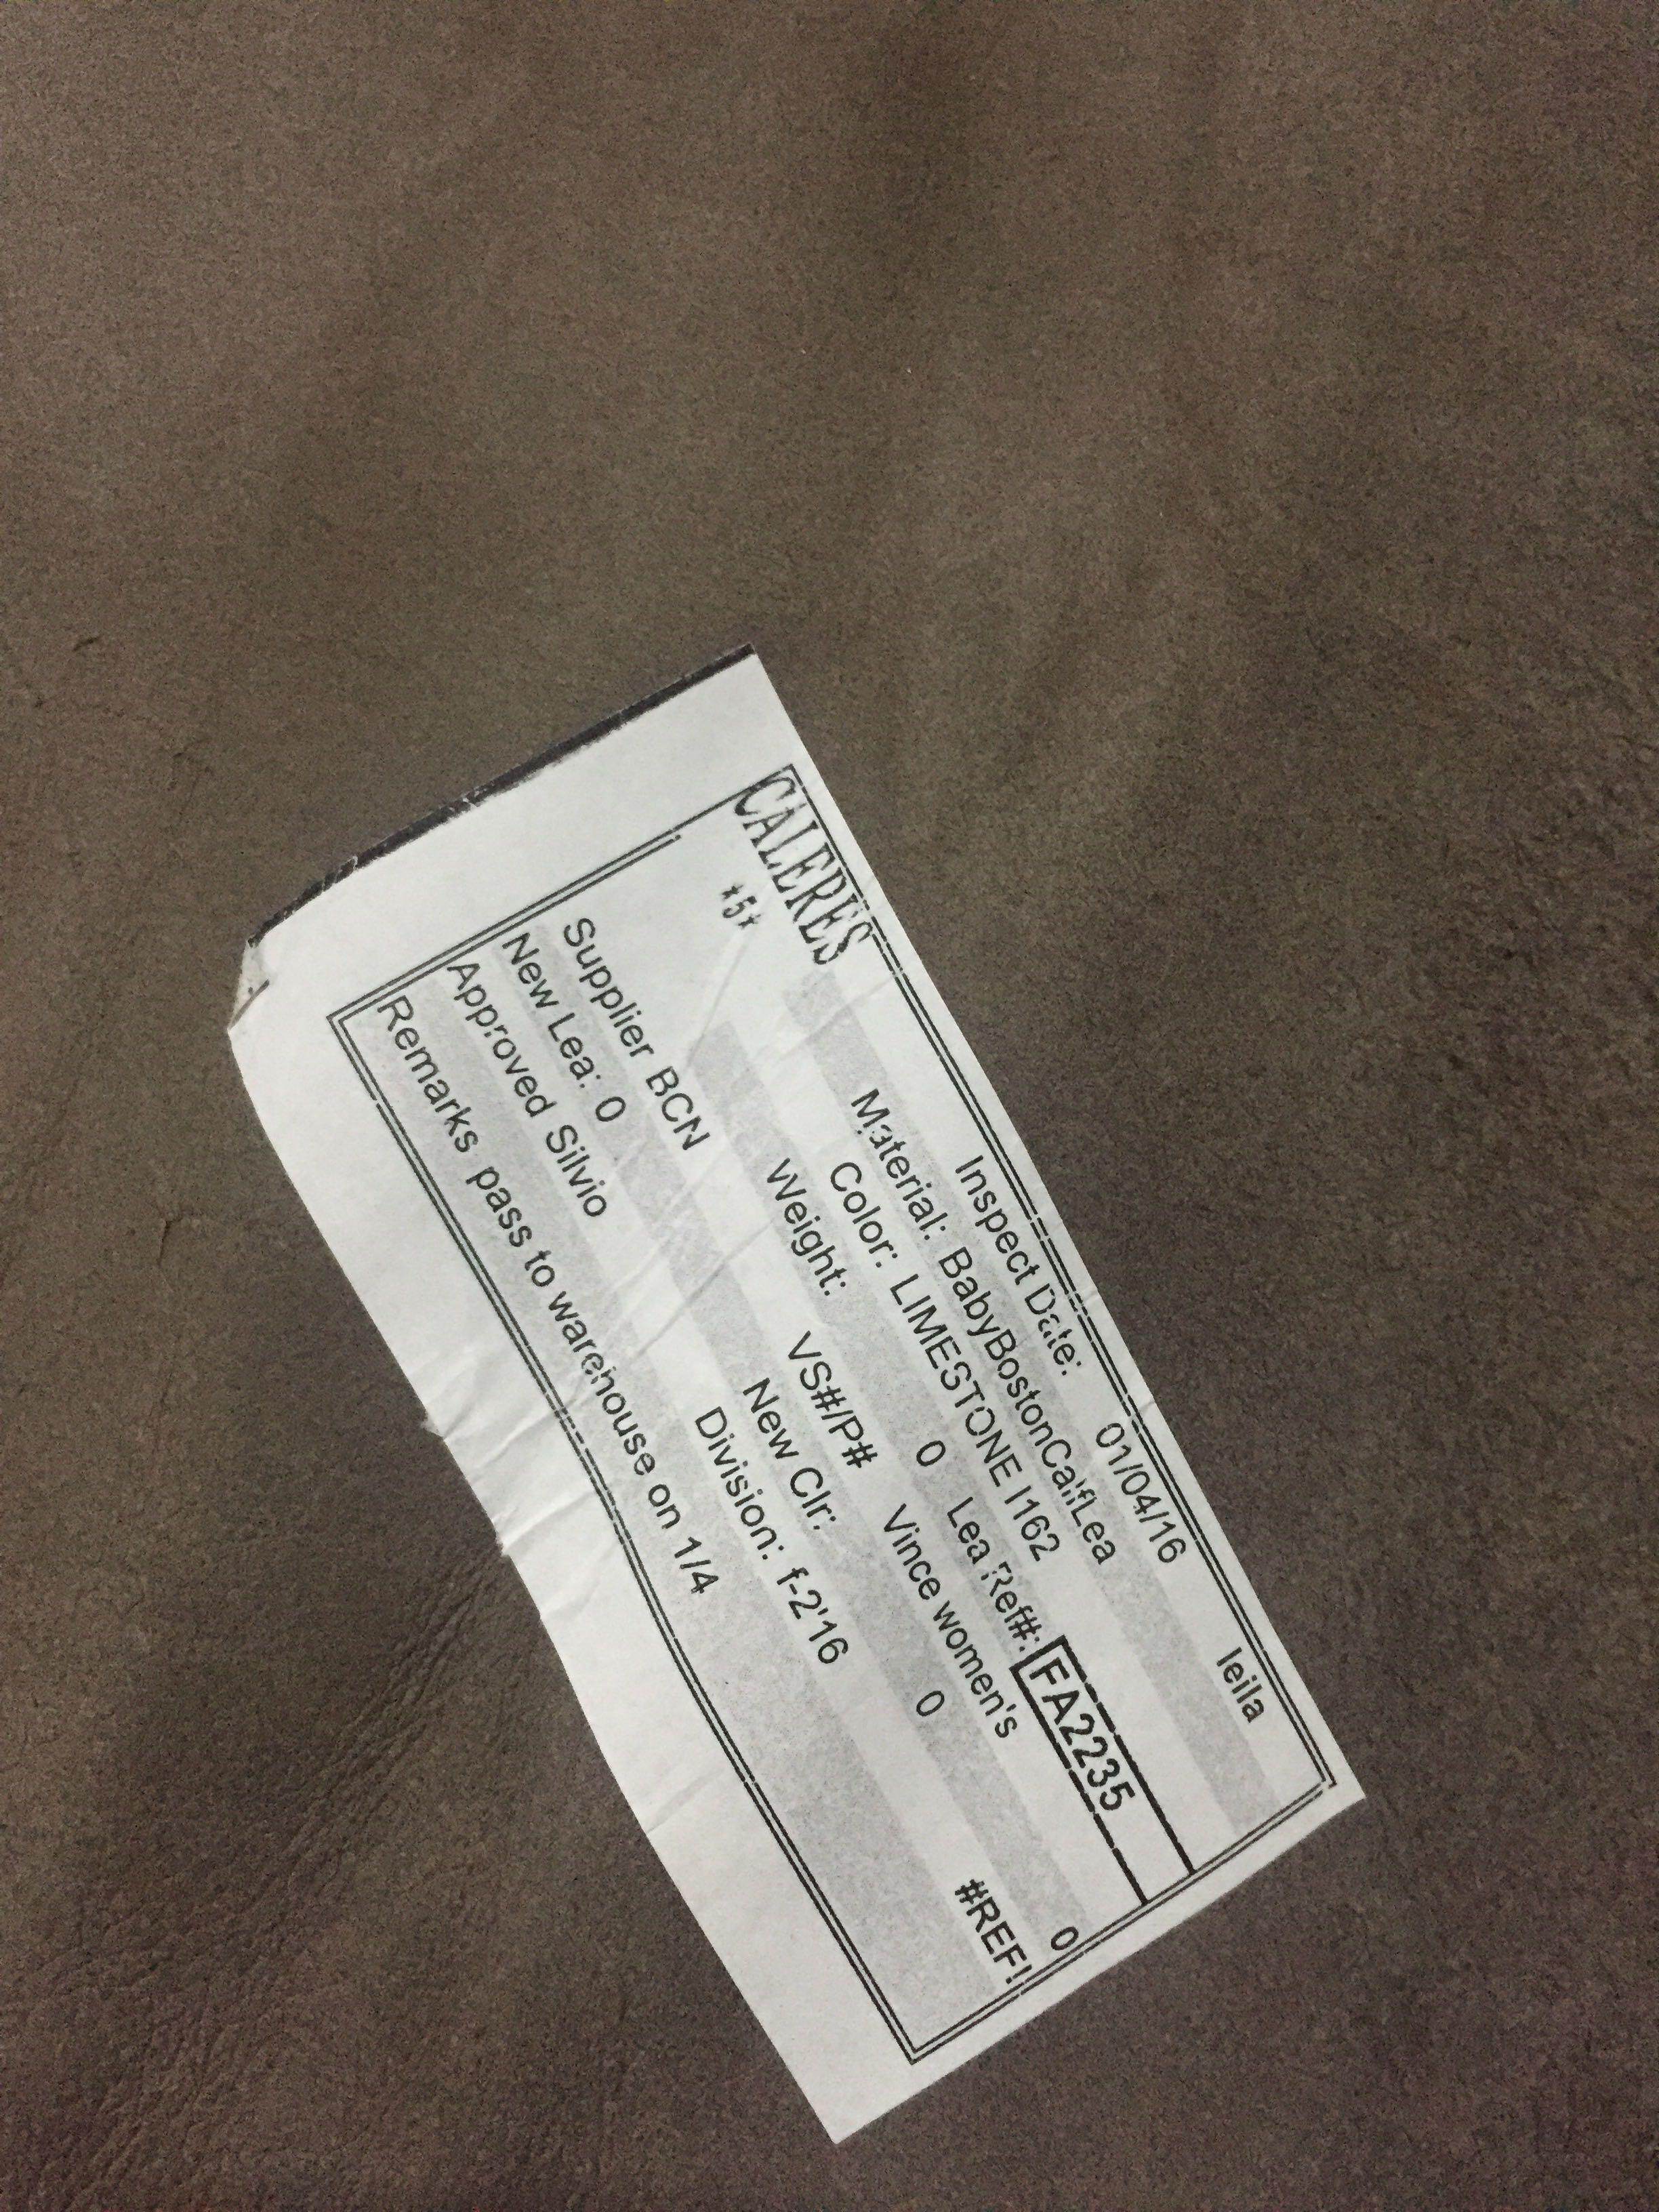 CALERES
Inspect Date: 01/04/16 leila
*5*
Material: BabyBostonCalfLea
Color: LIMESTONE I162
Weight: 0 Lea Ref#: FA2235
Supplier BCN VS#/P# Vince women's 0
New Lea: 0 New Clr: 0 #REF!
Approved Silvio Division: f-2'16
Remarks pass to warehouse on 1/4